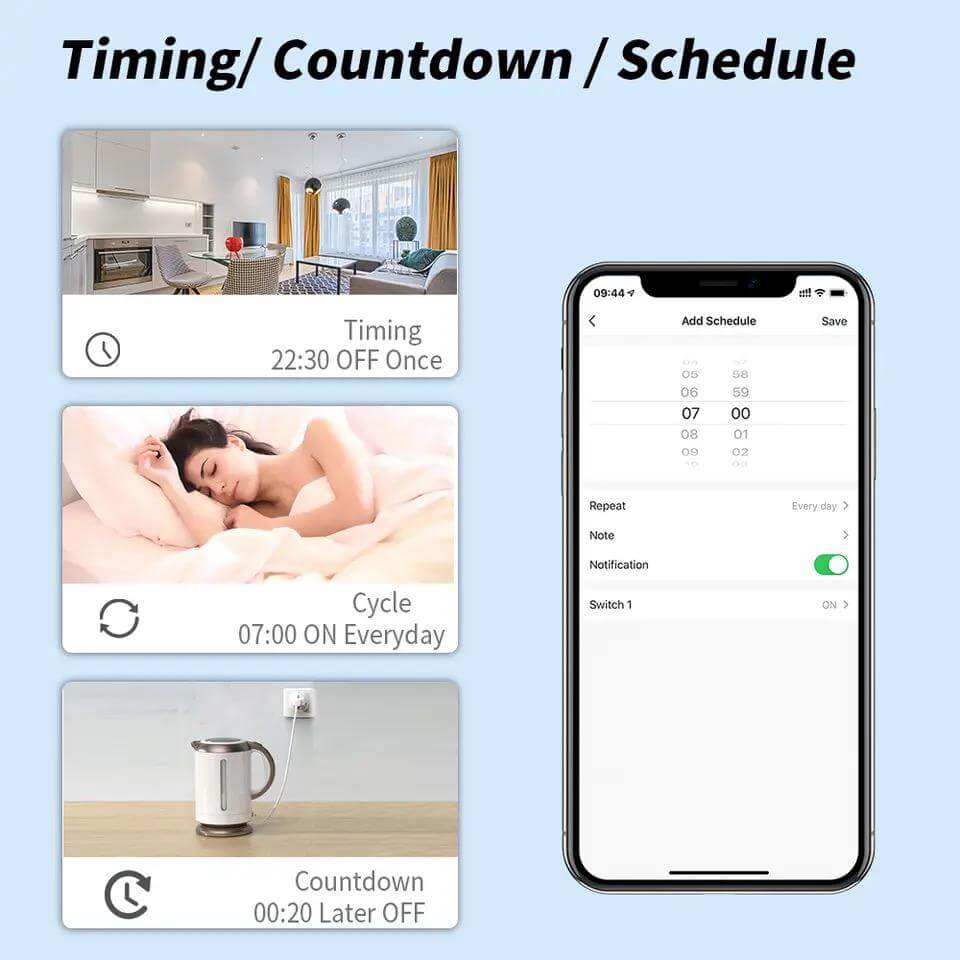 Timing/ Countdown / Schedule
Timing
22:30 OFF Once
Cycle
07:00 ON Everyday
Countdown
00:20 Later OFF
09:44
Add Schedule Save
05 58
06 59
07 00
08 01
09 02
Repeat Every day
Note
Notification
Switch 1 ON